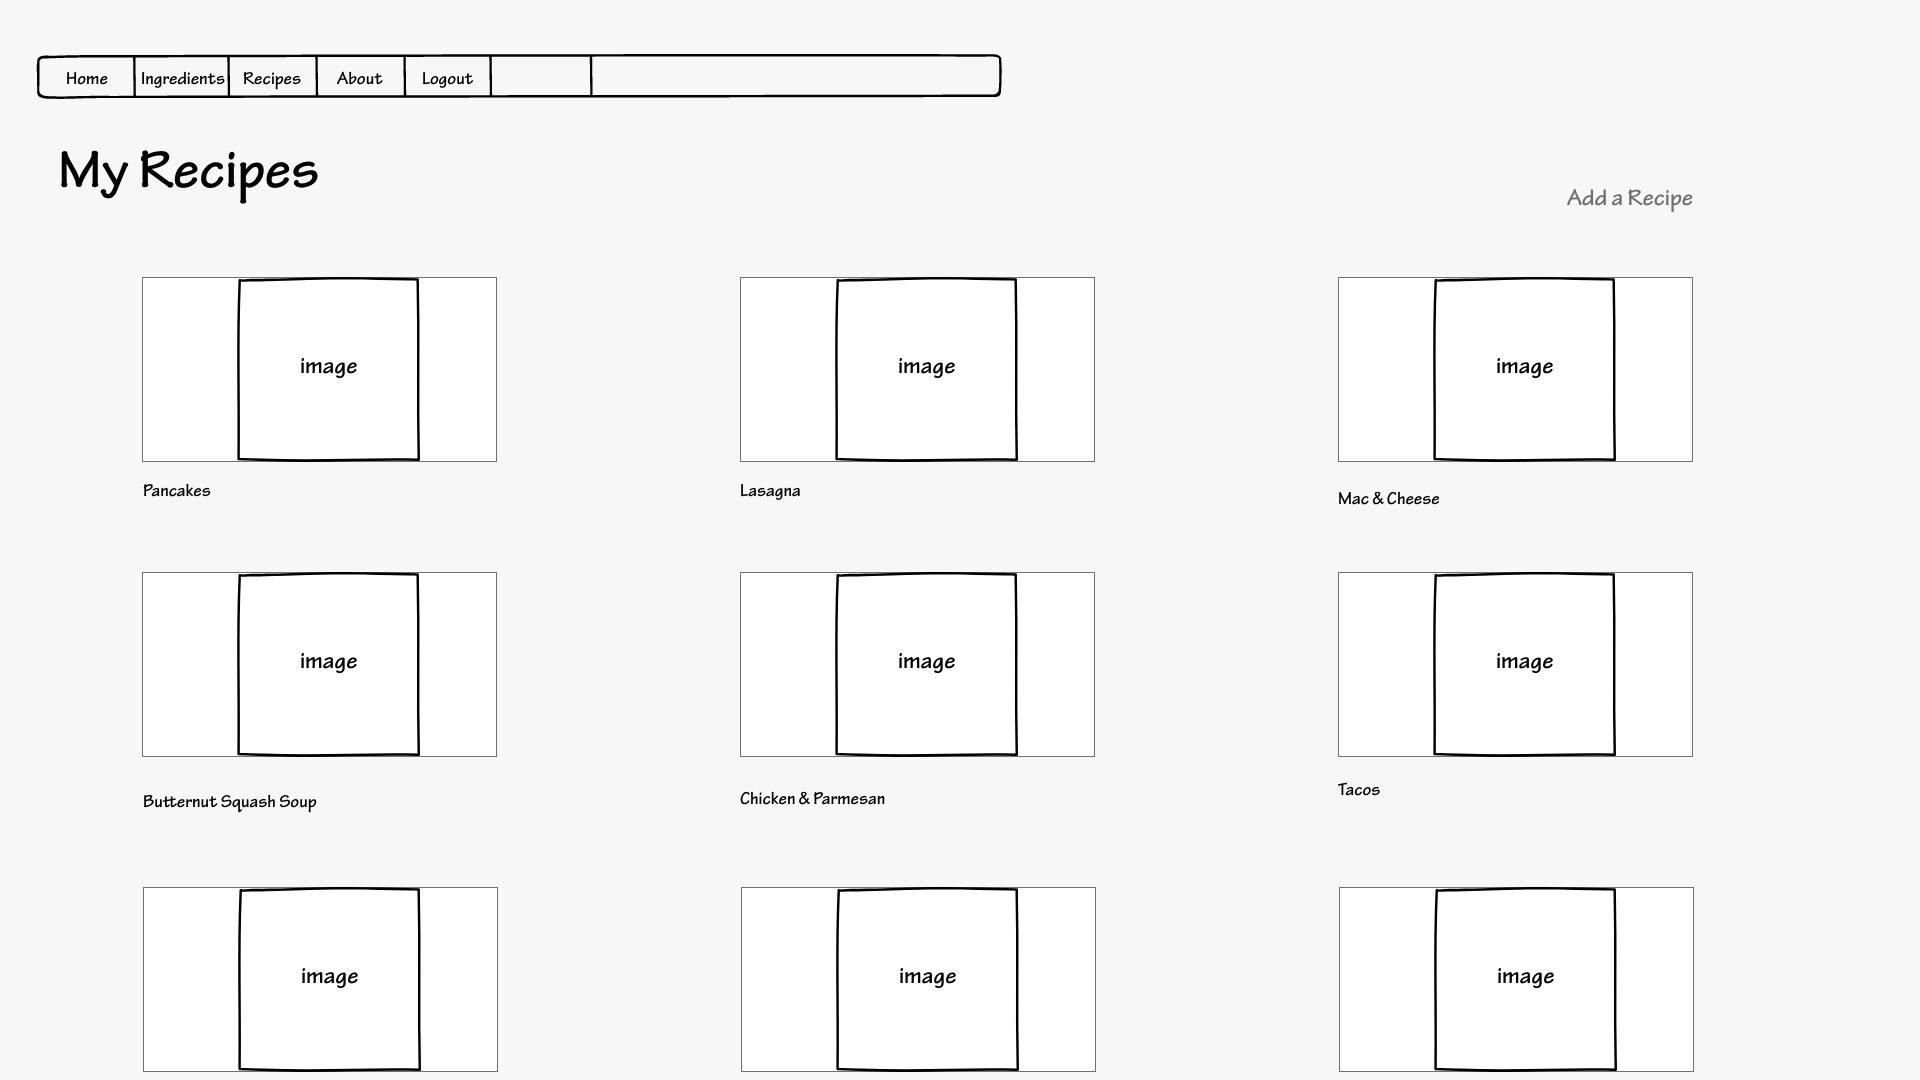 Home Ingredients Recipes About Logout
My Recipes
Add a Recipe
image image image
Pancakes Lasagna Mac & Cheese
image image image
Butternut Squash Soup Chicken & Parmesan Tacos
image image image